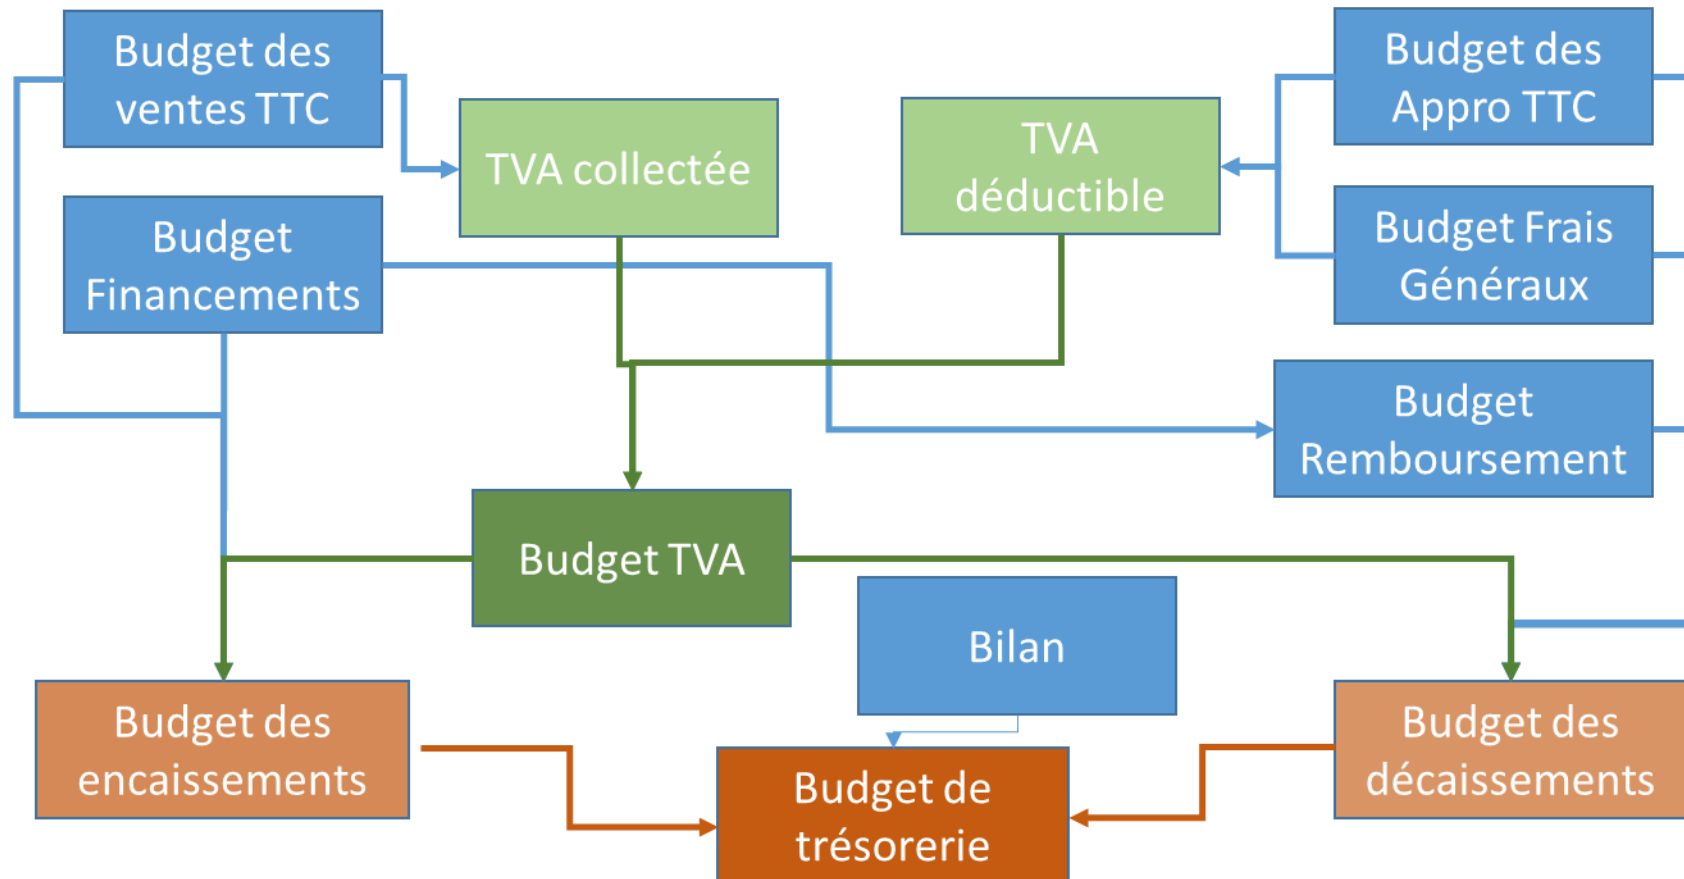 Budget des
ventes TTC
TVA collectée
TVA
déductible
Budget des
Appro TTC
Budget
Financements
Budget Frais
Généraux
Budget
Remboursement
Budget TVA
Bilan
Budget des
encaissements
Budget de
trésorerie
Budget des
décaissements